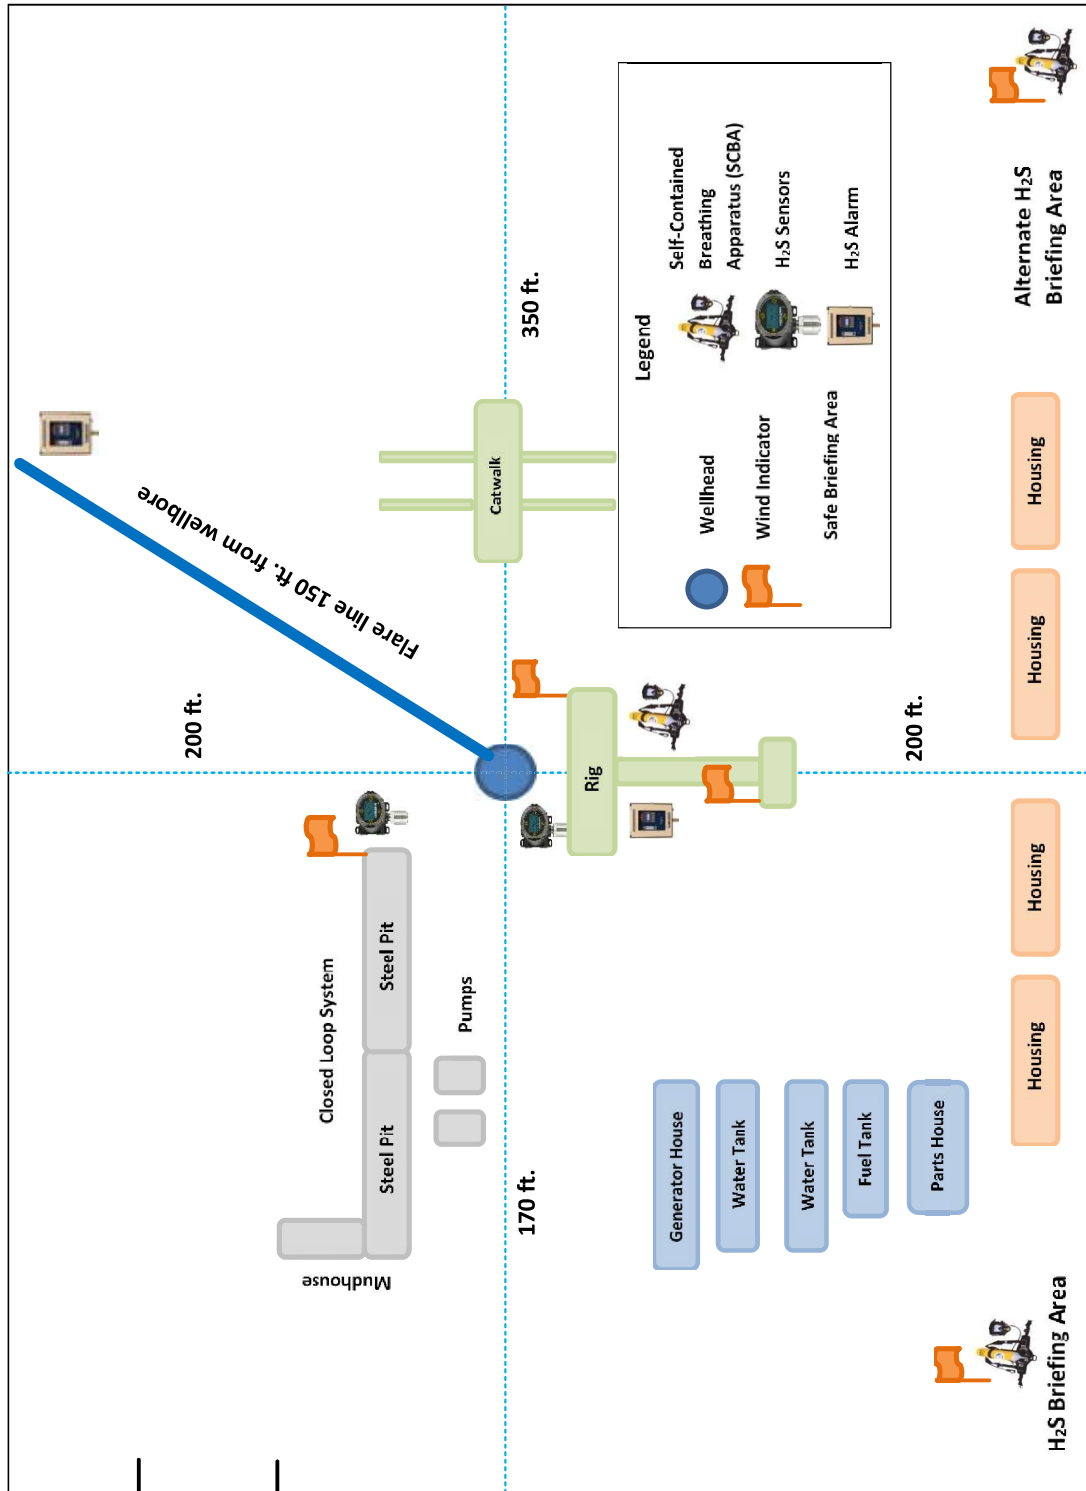 200 ft.
Flare line 150 ft. from wellbore
350 ft.
Catwalk
Closed Loop System
Steel Pit
Steel Pit
Mudhouse
Pumps
170 ft.
Rig
200 ft.
Legend
Wellhead
Wind Indicator
Safe Briefing Area
Self-Contained
Breathing
Apparatus (SCBA)
H₂S Sensors
H₂S Alarm
Generator House
Water Tank
Water Tank
Fuel Tank
Parts House
Housing
Housing
Housing
Housing
H₂S Briefing Area
Alternate H₂S
Briefing Area